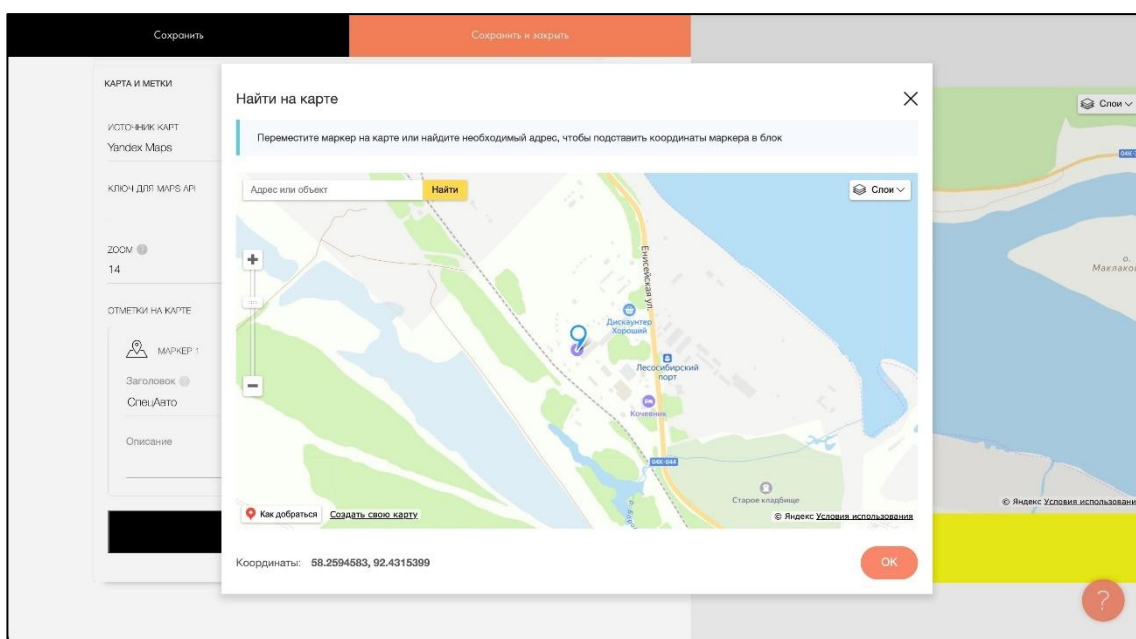 Сохранить
Сохранить и закрыть
КАРТА И МЕТКИ
ИСТОЧНИК КАРТ
Yandex Maps
КЛЮЧ ДЛЯ MAPS API
ZOOM
14
ОТМЕТКИ НА КАРТЕ
МАРКЕР 1
Заголовок
СпецАвто
Описание
Найти на карте
Переместите маркер на карте или найдите необходимый адрес, чтобы подставить координаты маркера в блок
Адрес или объект
Найти
Слои
Енисейская ул.
Дискаунтер
Хороший
Лесосибирский
порт
Кочевник
04К-044
Старое кладбище
Как добраться
Создать свою карту
© Яндекс Условия использования
Координаты: 58.2594583, 92.4315399
OK
Слои
о.
© Яндекс Условия использовани
?